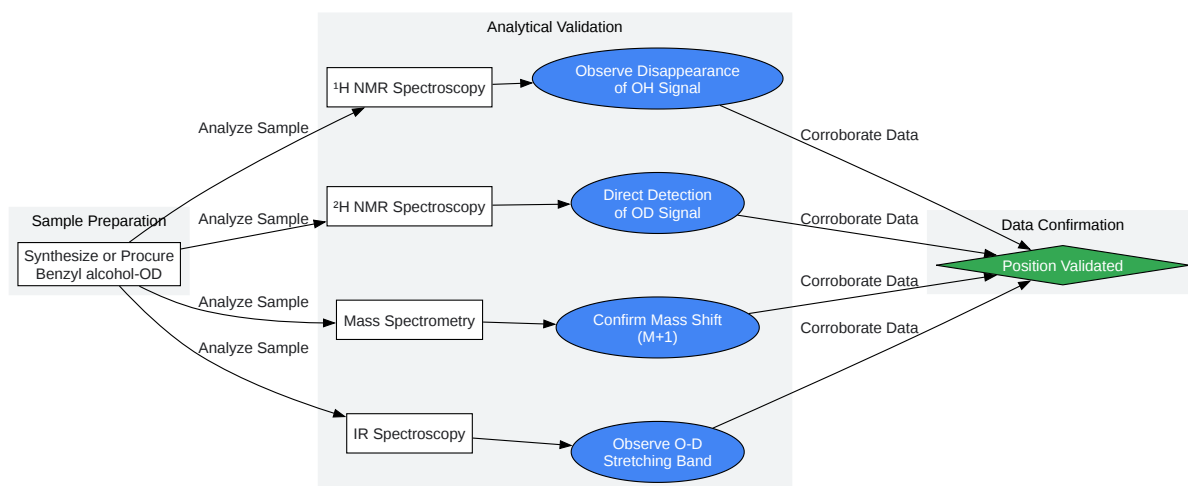 Analytical Validation
Observe Disappearance
of OH Signal
¹H NMR Spectroscopy
Analyze Sample
Corroborate Data
Direct Detection
of OD Signal
²H NMR Spectroscopy
Analyze Sample
Corroborate Data
Sample Preparation
Data Confirmation
Synthesize or Procure
Benzyl alcohol-OD
Position Validated
Analyze Sample
Corroborate Data
Mass Spectrometry
Confirm Mass Shift
(M+1)
Analyze Sample
Corroborate Data
IR Spectroscopy
Observe O-D
Stretching Band